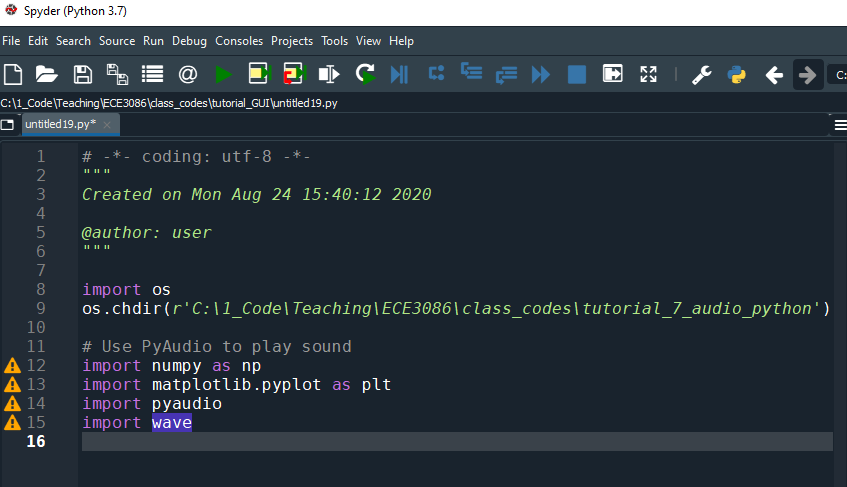 Spyder (Python 3.7)
File Edit Search Source Run Debug Consoles Projects Tools View Help
C:
C:\1_Code\Teaching\ECE3086\class_codes\tutorial_GUI\untitled19.py
untitled19.py*
1 # -*- coding: utf-8 -*-
2 """
3 Created on Mon Aug 24 15:40:12 2020
4
5 @author: user
6 """
7
8 import os
9 os.chdir(r'C:\1_Code\Teaching\ECE3086\class_codes\tutorial_7_audio_python')
10
11 # Use PyAudio to play sound
12 import numpy as np
13 import matplotlib.pyplot as plt
14 import pyaudio
15 import wave
16